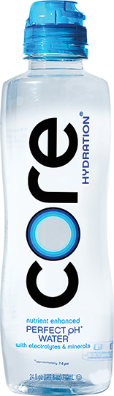 core
HYDRATION®
nutrient enhanced
PERFECT pH*
WATER
with electrolytes & minerals